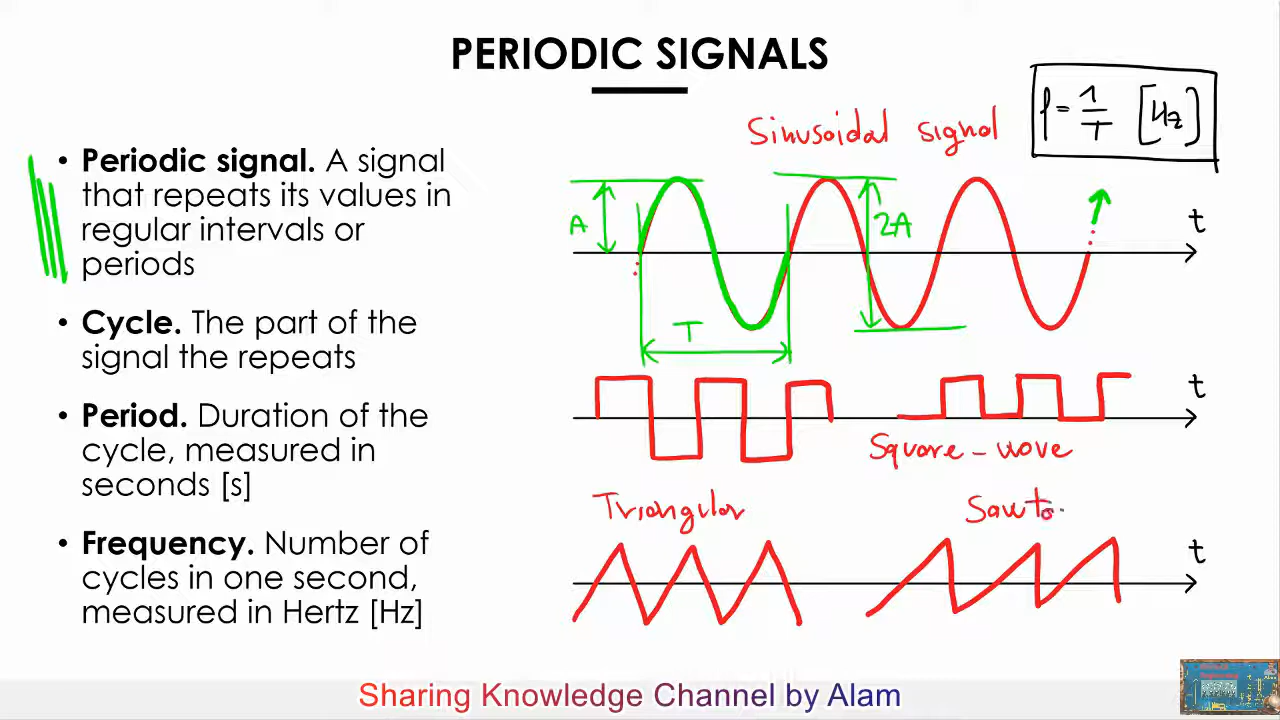 PERIODIC SIGNALS
f = 1/T [Hz]
Sinusoidal signal
• Periodic signal. A signal
that repeats its values in
regular intervals or
periods
• Cycle. The part of the
signal the repeats
• Period. Duration of the
cycle, measured in
seconds [s]
• Frequency. Number of
cycles in one second,
measured in Hertz [Hz]
A
2A
t
T
t
Square-wave
Triangular
Sawto
t
Sharing Knowledge Channel by Alam